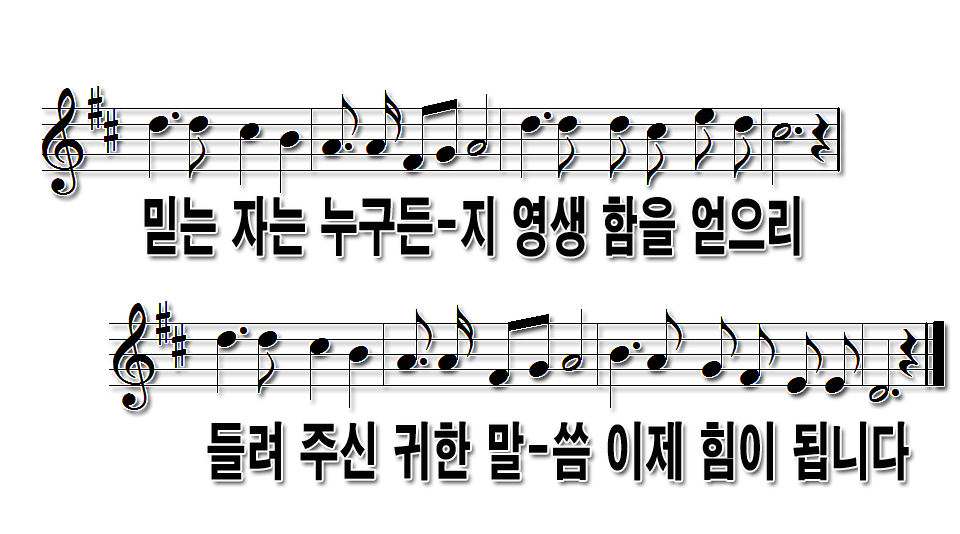 믿는 자는 누구든-지 영생 함을 얻으리
들려 주신 귀한 말-씀 이제 힘이 됩니다